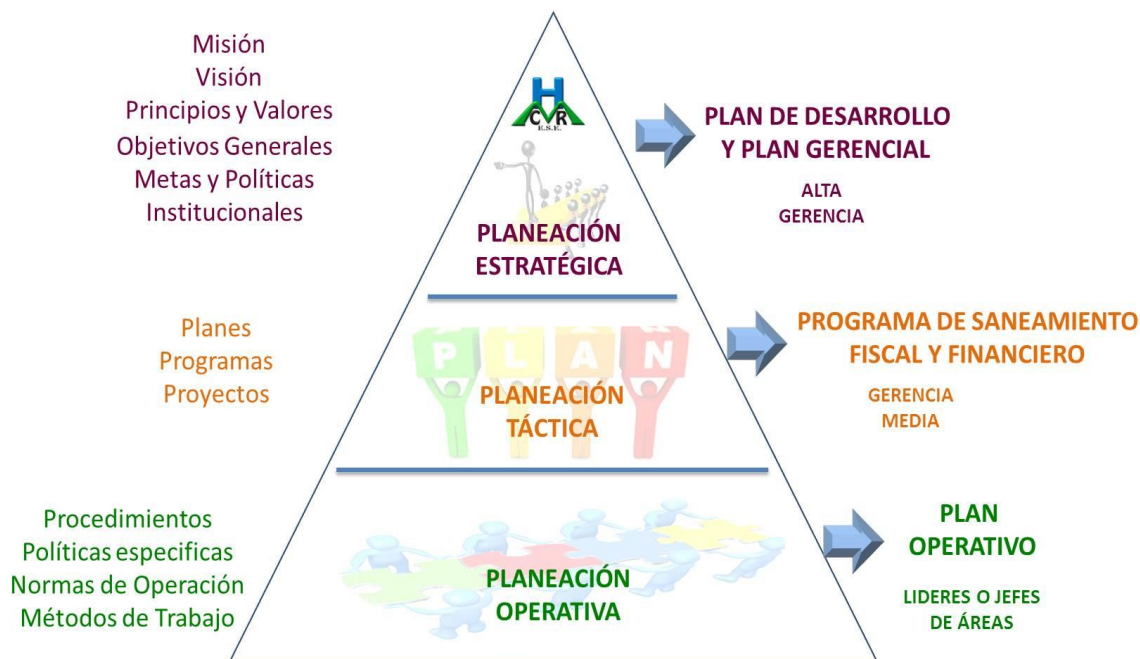 Misión
Visión
Principios y Valores
Objetivos Generales
Metas y Políticas
Institucionales
H
C R
E.S.E.
PLANEACIÓN
ESTRATÉGICA
PLAN DE DESARROLLO
Y PLAN GERENCIAL
ALTA
GERENCIA
Planes
Programas
Proyectos
P L A N
PLANEACIÓN
TÁCTICA
PROGRAMA DE SANEAMIENTO
FISCAL Y FINANCIERO
GERENCIA
MEDIA
Procedimientos
Políticas especificas
Normas de Operación
Métodos de Trabajo
PLANEACIÓN
OPERATIVA
PLAN
OPERATIVO
LIDERES O JEFES
DE ÁREAS